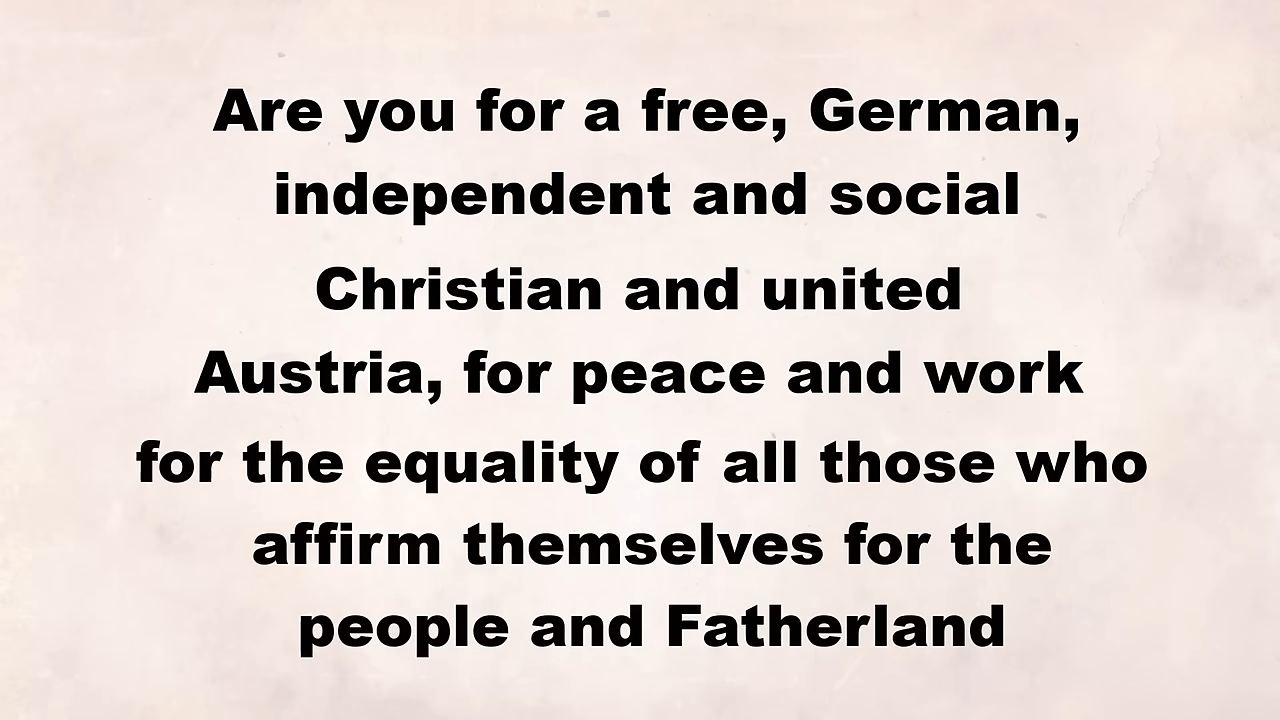 Are you for a free, German,
independent and social
Christian and united
Austria, for peace and work
for the equality of all those who
affirm themselves for the
people and Fatherland